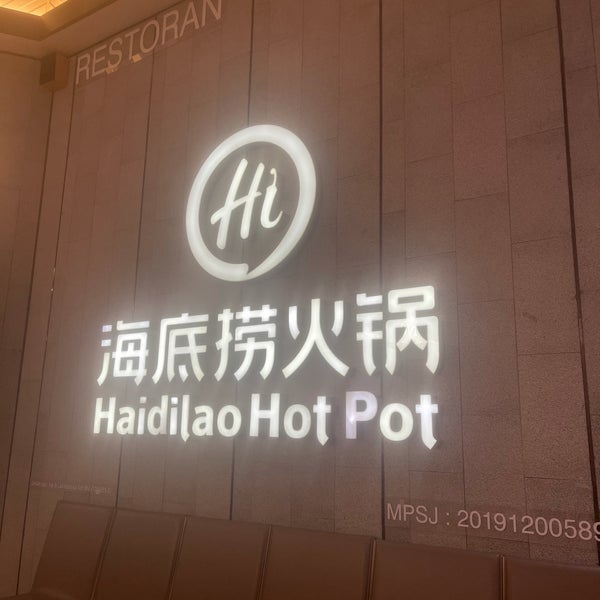 RESTORAN
Hi
海底捞火锅
Haidilao Hot Pot
MPSJ : 20191200589